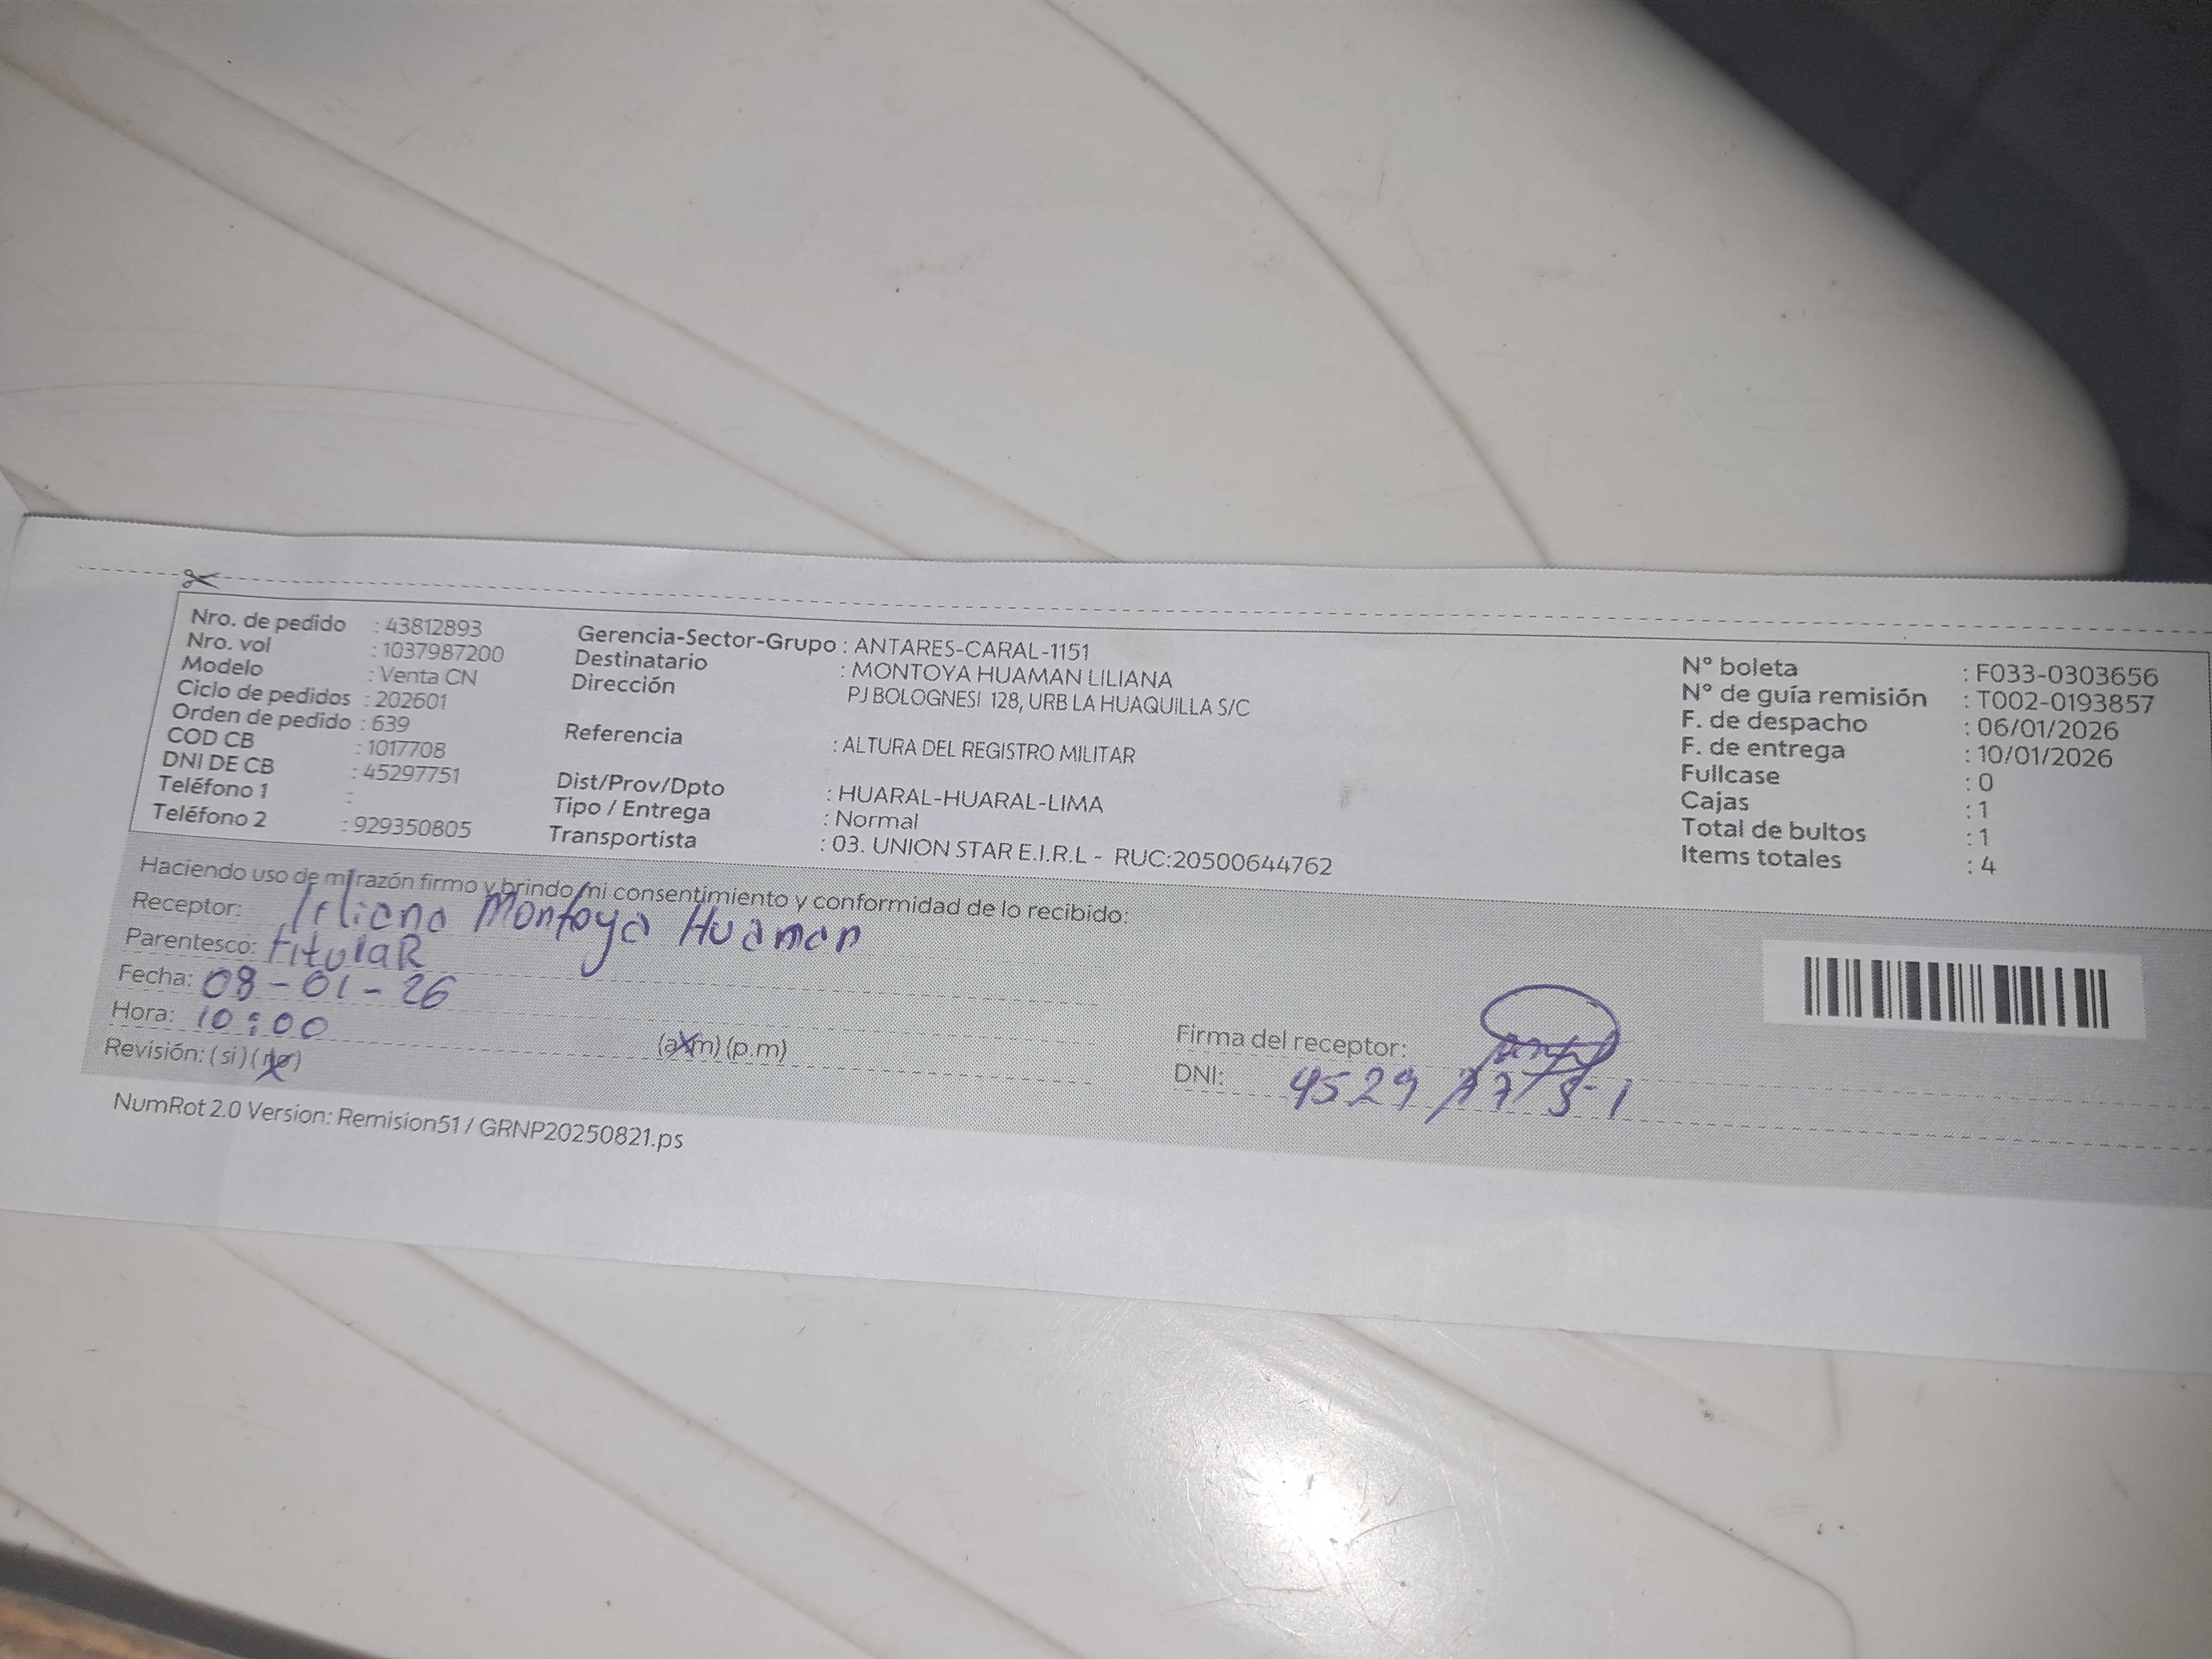 Nro. de pedido : 43812893
Nro. vol : 1037987200
Modelo : Venta CN
Ciclo de pedidos : 202601
Orden de pedido : 639
COD CB : 1017708
DNI DE CB : 45297751
Teléfono 1 :
Teléfono 2 : 929350805
Gerencia-Sector-Grupo : ANTARES-CARAL-1151
Destinatario : MONTOYA HUAMAN LILIANA
Dirección PJ BOLOGNESI 128, URB LA HUAQUILLA S/C
Referencia : ALTURA DEL REGISTRO MILITAR
Dist/Prov/Dpto : HUARAL-HUARAL-LIMA
Tipo / Entrega : Normal
Transportista : 03. UNION STAR E.I.R.L - RUC:20500644762
N° boleta : F033-0303656
N° de guía remisión : T002-0193857
F. de despacho : 06/01/2026
F. de entrega : 10/01/2026
Fullcase : 0
Cajas : 1
Total de bultos : 1
Items totales : 4
Haciendo uso de mi razón firmo y brindo mi consentimiento y conformidad de lo recibido:
Receptor: Liliana Montoya Huaman
Parentesco: titulaR
Fecha: 08-01-26
Hora: 10:00 (a.m) (p.m)
Revisión: (si) (no)
Firma del receptor:
DNI: 45297751
NumRot 2.0 Version: Remision51 / GRNP20250821.ps